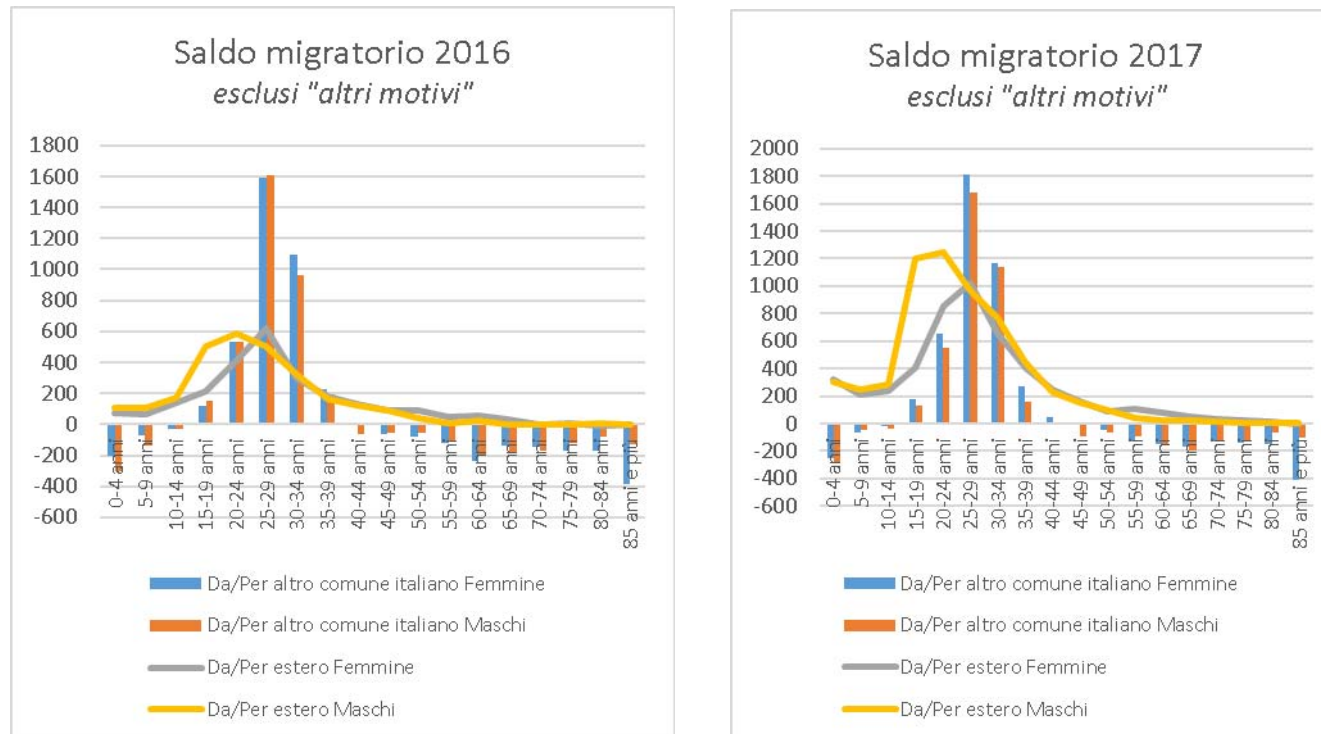 Saldo migratorio 2016
esclusi "altri motivi"
1800
1600
1400
1200
1000
800
600
400
200
0
-200
-400
-600
0-4 anni
5-9 anni
10-14 anni
15-19 anni
20-24 anni
25-29 anni
30-34 anni
35-39 anni
40-44 anni
45-49 anni
50-54 anni
55-59 anni
60-64 anni
65-69 anni
70-74 anni
75-79 anni
80-84 anni
85 anni e più
Da/Per altro comune italiano Femmine
Da/Per altro comune italiano Maschi
Da/Per estero Femmine
Da/Per estero Maschi
Saldo migratorio 2017
esclusi "altri motivi"
2000
1800
1600
1400
1200
1000
800
600
400
200
0
-200
-400
-600
0-4 anni
5-9 anni
10-14 anni
15-19 anni
20-24 anni
25-29 anni
30-34 anni
35-39 anni
40-44 anni
45-49 anni
50-54 anni
55-59 anni
60-64 anni
65-69 anni
70-74 anni
75-79 anni
80-84 anni
85 anni e più
Da/Per altro comune italiano Femmine
Da/Per altro comune italiano Maschi
Da/Per estero Femmine
Da/Per estero Maschi